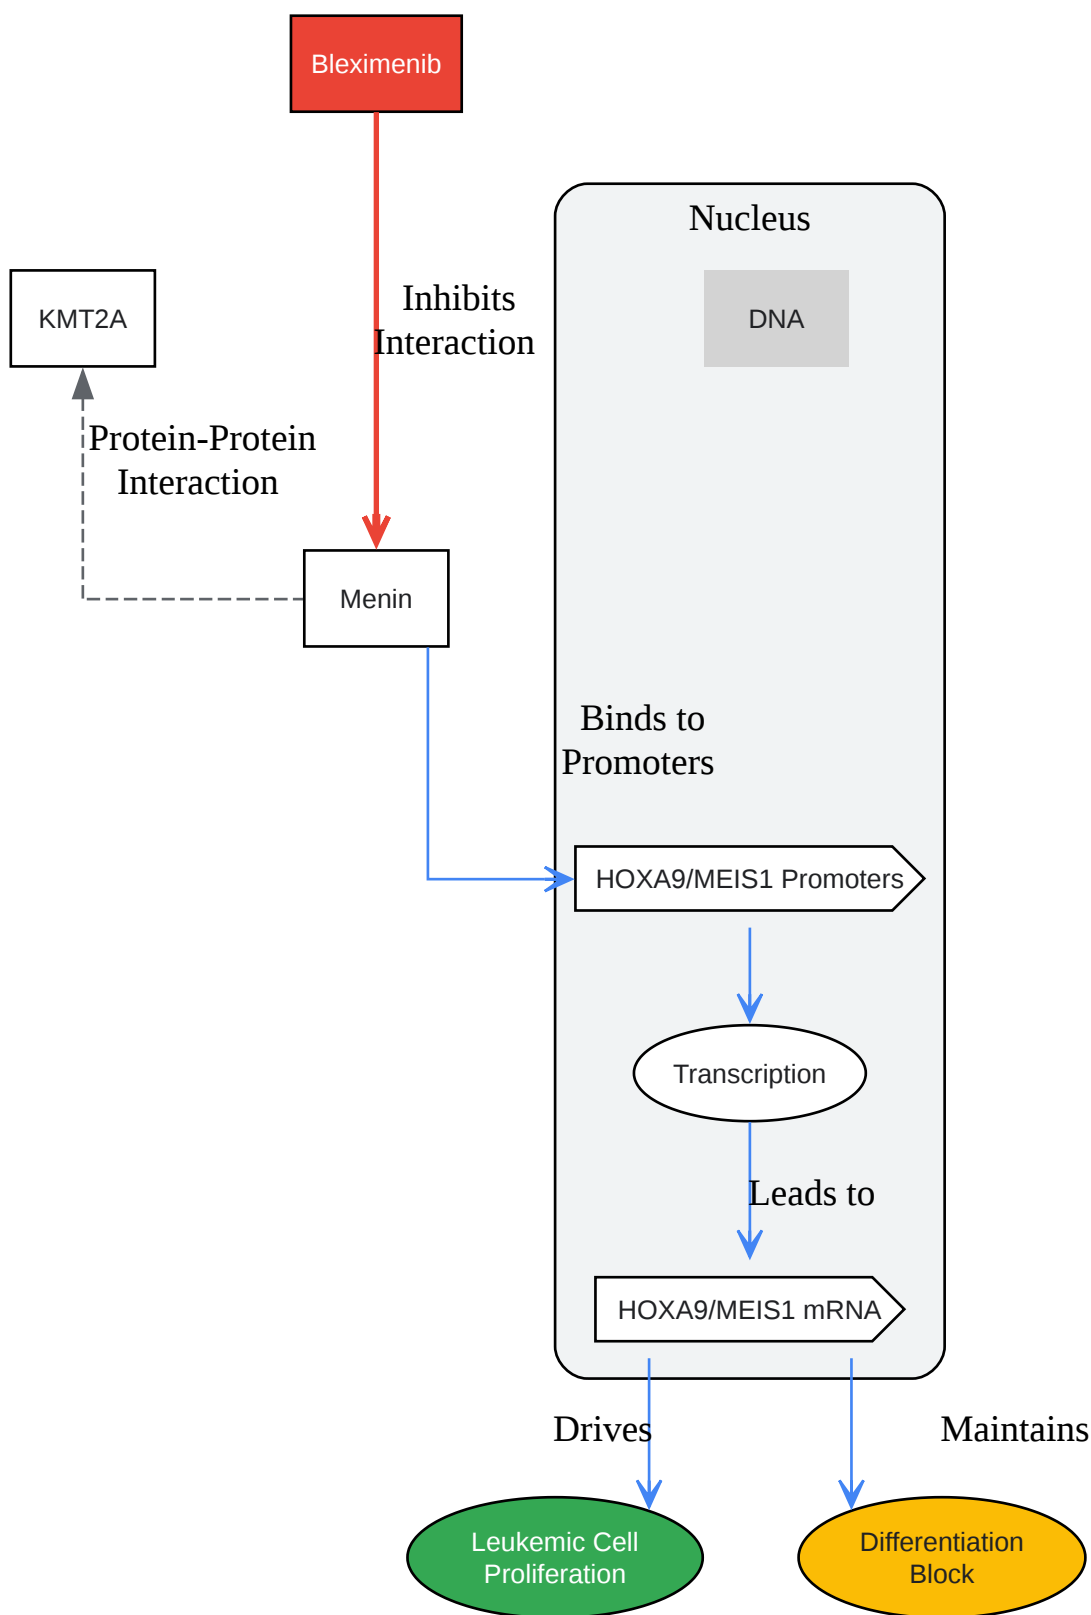 Bleximenib
Nucleus
KMT2A
Inhibits
Interaction
DNA
Protein-Protein
Interaction
Menin
Binds to
Promoters
HOXA9/MEIS1 Promoters
Transcription
Leads to
HOXA9/MEIS1 mRNA
Drives
Maintains
Leukemic Cell
Proliferation
Differentiation
Block